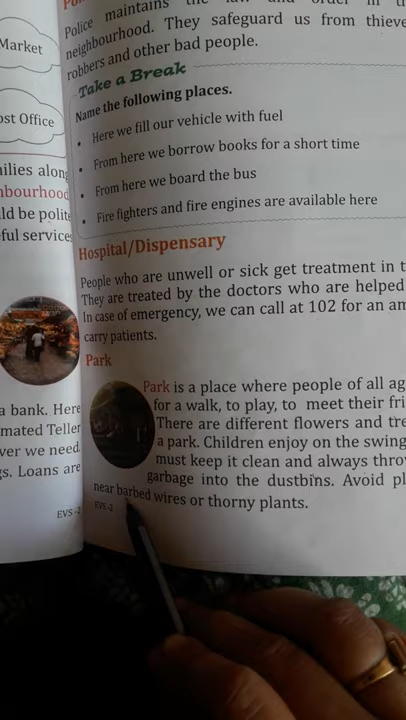 Market
ost Office
ilies along
nbourhood
ld be polite
ful services
a bank. Here
mated Teller
ver we need
gs. Loans are
EVS -2
Police maintains the law and order in
neighbourhood. They safeguard us from thieve
robbers and other bad people.
Take a Break
Name the following places.
• Here we fill our vehicle with fuel
• From here we borrow books for a short time
• From here we board the bus
• Fire fighters and fire engines are available here
Hospital/Dispensary
People who are unwell or sick get treatment in t
They are treated by the doctors who are helped
In case of emergency, we can call at 102 for an am
carry patients.
Park
Park is a place where people of all ag
for a walk, to play, to meet their fri
There are different flowers and tre
a park. Children enjoy on the swing
must keep it clean and always throw
garbage into the dustbins. Avoid pl
near barbed wires or thorny plants.
EVS -2